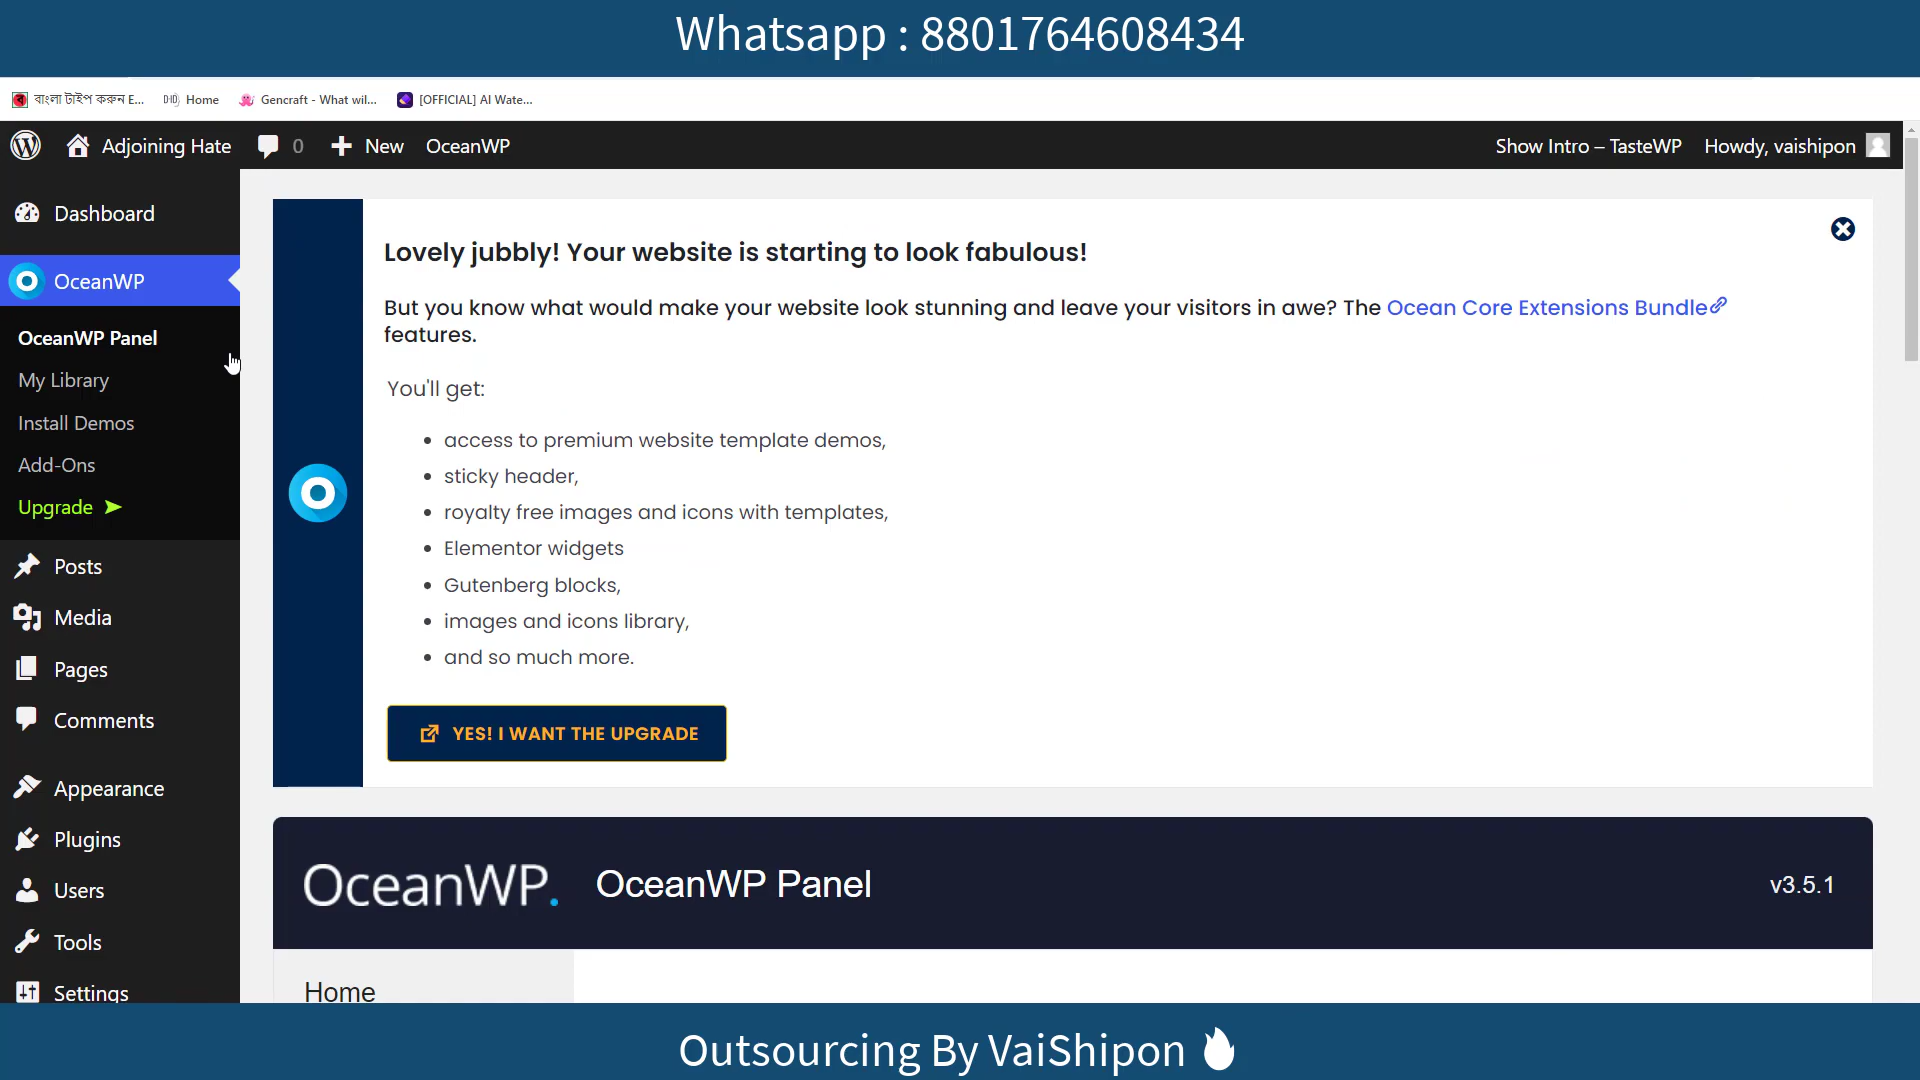 Whatsapp : 8801764608434
বাংলা টাইপ করুন E... Home Gencraft - What wil... [OFFICIAL] AI Wate...
Adjoining Hate 0 New OceanWP Show Intro – TasteWP Howdy, vaishipon
Dashboard
OceanWP
OceanWP Panel
My Library
Install Demos
Add-Ons
Upgrade ➤
Posts
Media
Pages
Comments
Appearance
Plugins
Users
Tools
Settings
Lovely jubbly! Your website is starting to look fabulous!
But you know what would make your website look stunning and leave your visitors in awe? The Ocean Core Extensions Bundle
features.
You'll get:
• access to premium website template demos,
• sticky header,
• royalty free images and icons with templates,
• Elementor widgets
• Gutenberg blocks,
• images and icons library,
• and so much more.
YES! I WANT THE UPGRADE
OceanWP. OceanWP Panel v3.5.1
Home
Outsourcing By VaiShipon